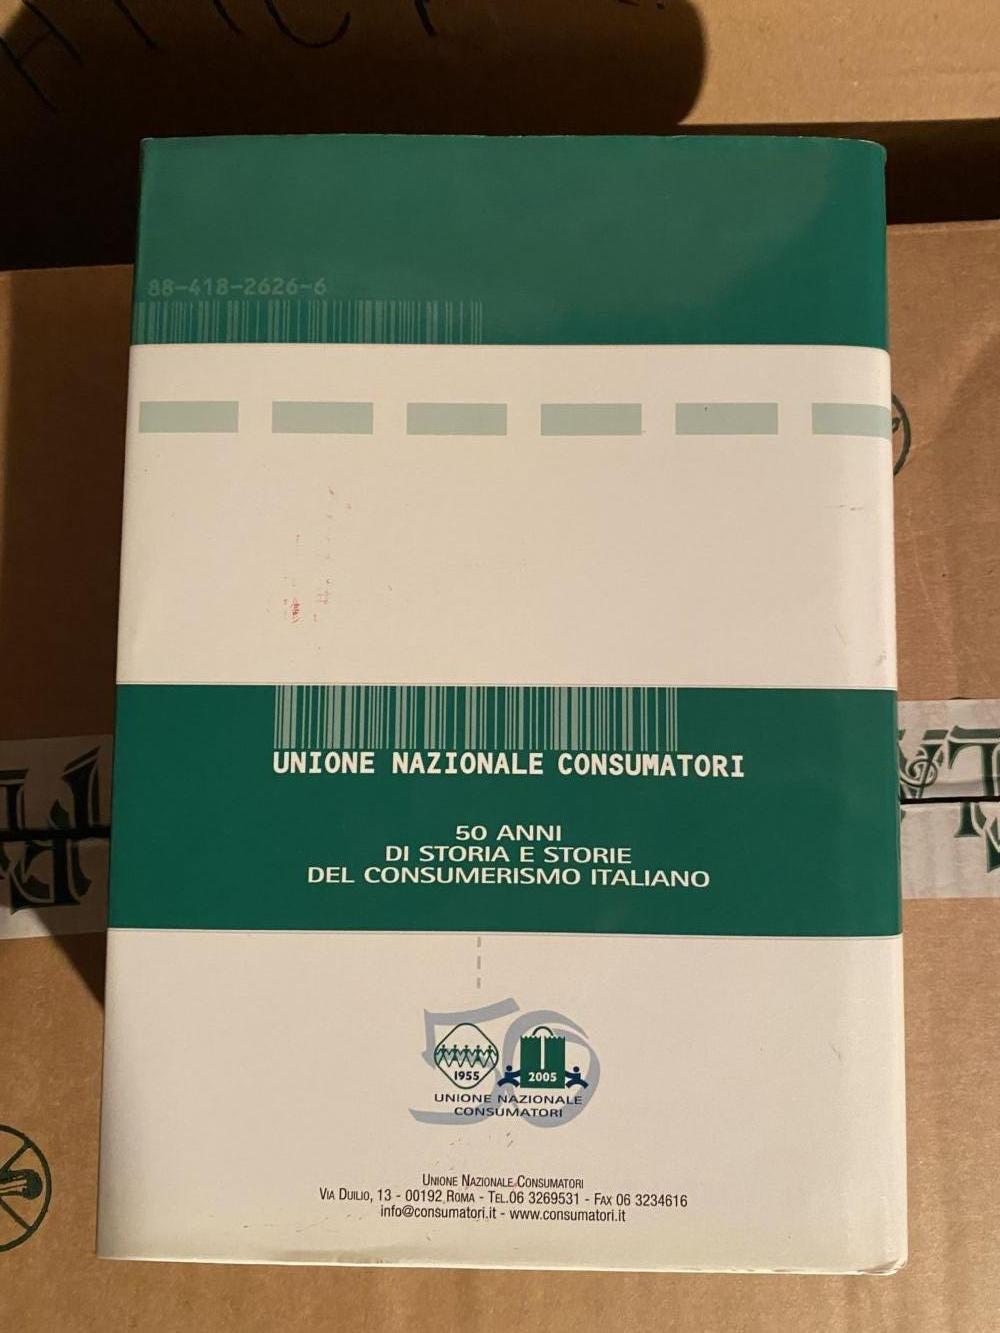 88-418-2626-6
UNIONE NAZIONALE CONSUMATORI
50 ANNI
DI STORIA E STORIE
DEL CONSUMERISMO ITALIANO
50
1955
2005
UNIONE NAZIONALE
CONSUMATORI
UNIONE NAZIONALE CONSUMATORI
VIA DUILIO, 13 - 00192 ROMA - TEL.06 3269531 - FAX 06 3234616
info@consumatori.it - www.consumatori.it